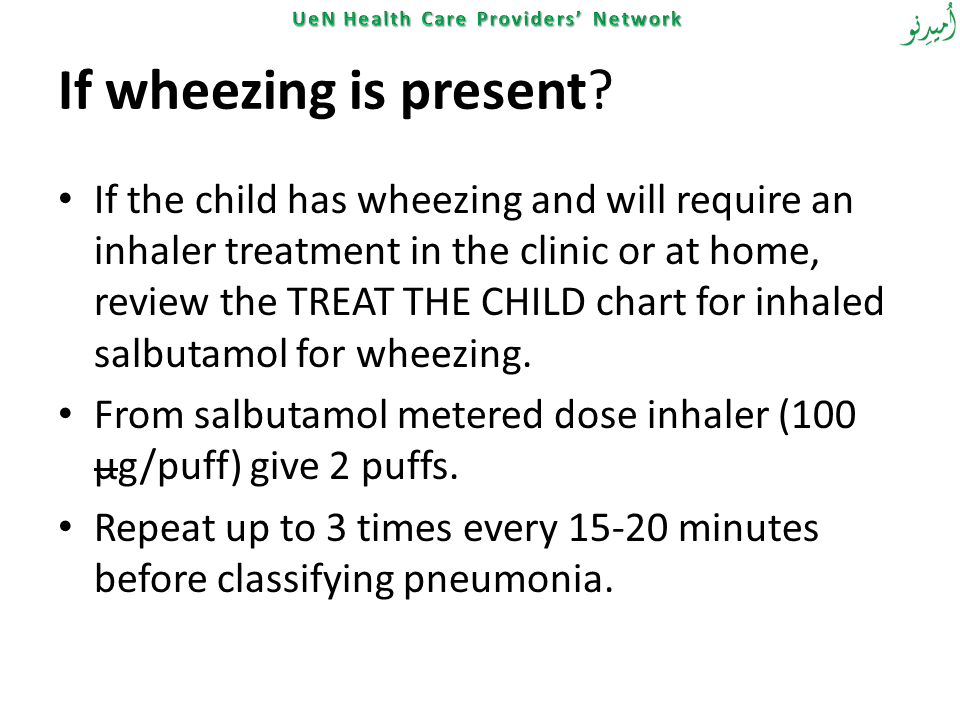 UeN Health Care Providers’ Network
اُمیدِنو
If wheezing is present?
• If the child has wheezing and will require an
inhaler treatment in the clinic or at home,
review the TREAT THE CHILD chart for inhaled
salbutamol for wheezing.
• From salbutamol metered dose inhaler (100
µg/puff) give 2 puffs.
• Repeat up to 3 times every 15-20 minutes
before classifying pneumonia.